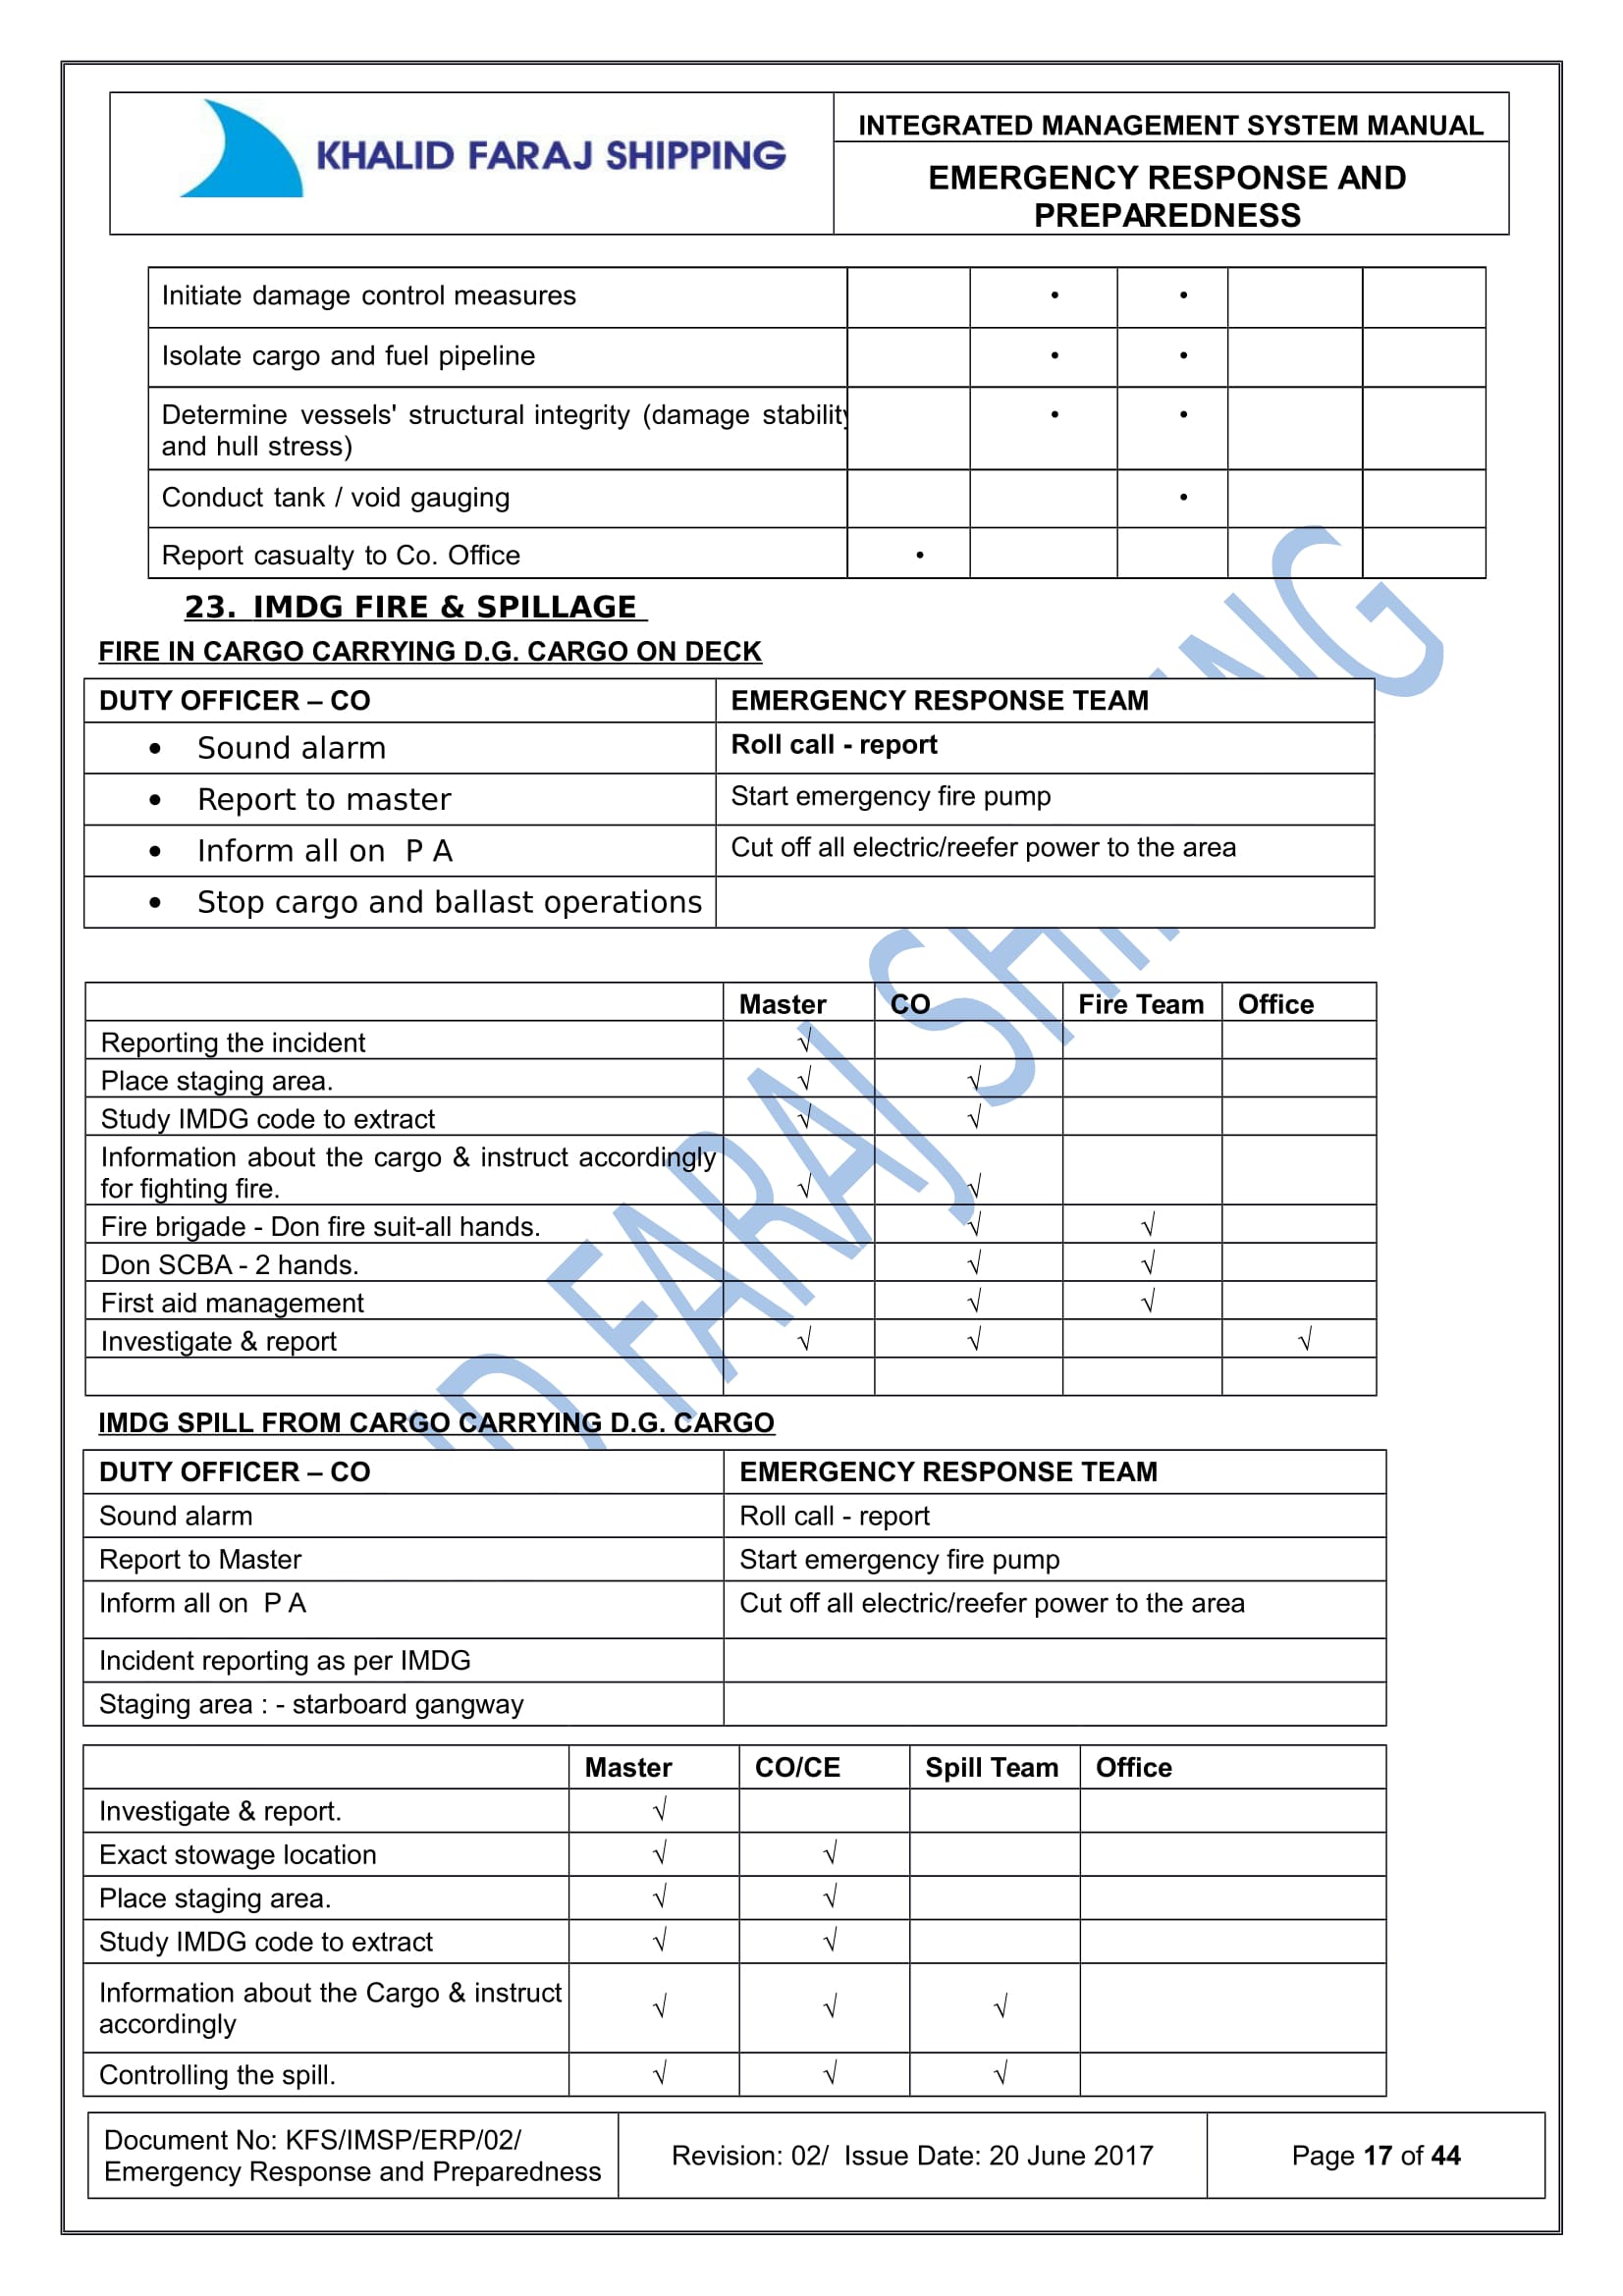 KHALID FARAJ SHIPPING
INTEGRATED MANAGEMENT SYSTEM MANUAL
EMERGENCY RESPONSE AND
PREPAREDNESS
Initiate damage control measures • •
Isolate cargo and fuel pipeline • •
Determine vessels' structural integrity (damage stability • •
and hull stress)
Conduct tank / void gauging •
Report casualty to Co. Office •
23. IMDG FIRE & SPILLAGE
FIRE IN CARGO CARRYING D.G. CARGO ON DECK
DUTY OFFICER – CO EMERGENCY RESPONSE TEAM
• Sound alarm Roll call - report
• Report to master Start emergency fire pump
• Inform all on P A Cut off all electric/reefer power to the area
• Stop cargo and ballast operations
Master CO Fire Team Office
Reporting the incident √
Place staging area. √ √
Study IMDG code to extract √ √
Information about the cargo & instruct accordingly
for fighting fire. √ √
Fire brigade - Don fire suit-all hands. √ √
Don SCBA - 2 hands. √ √
First aid management √ √
Investigate & report √ √ √
IMDG SPILL FROM CARGO CARRYING D.G. CARGO
DUTY OFFICER – CO EMERGENCY RESPONSE TEAM
Sound alarm Roll call - report
Report to Master Start emergency fire pump
Inform all on P A Cut off all electric/reefer power to the area
Incident reporting as per IMDG
Staging area : - starboard gangway
Master CO/CE Spill Team Office
Investigate & report. √
Exact stowage location √ √
Place staging area. √ √
Study IMDG code to extract √ √
Information about the Cargo & instruct √ √ √
accordingly
Controlling the spill. √ √ √
Document No: KFS/IMSP/ERP/02/
Emergency Response and Preparedness
Revision: 02/ Issue Date: 20 June 2017
Page 17 of 44